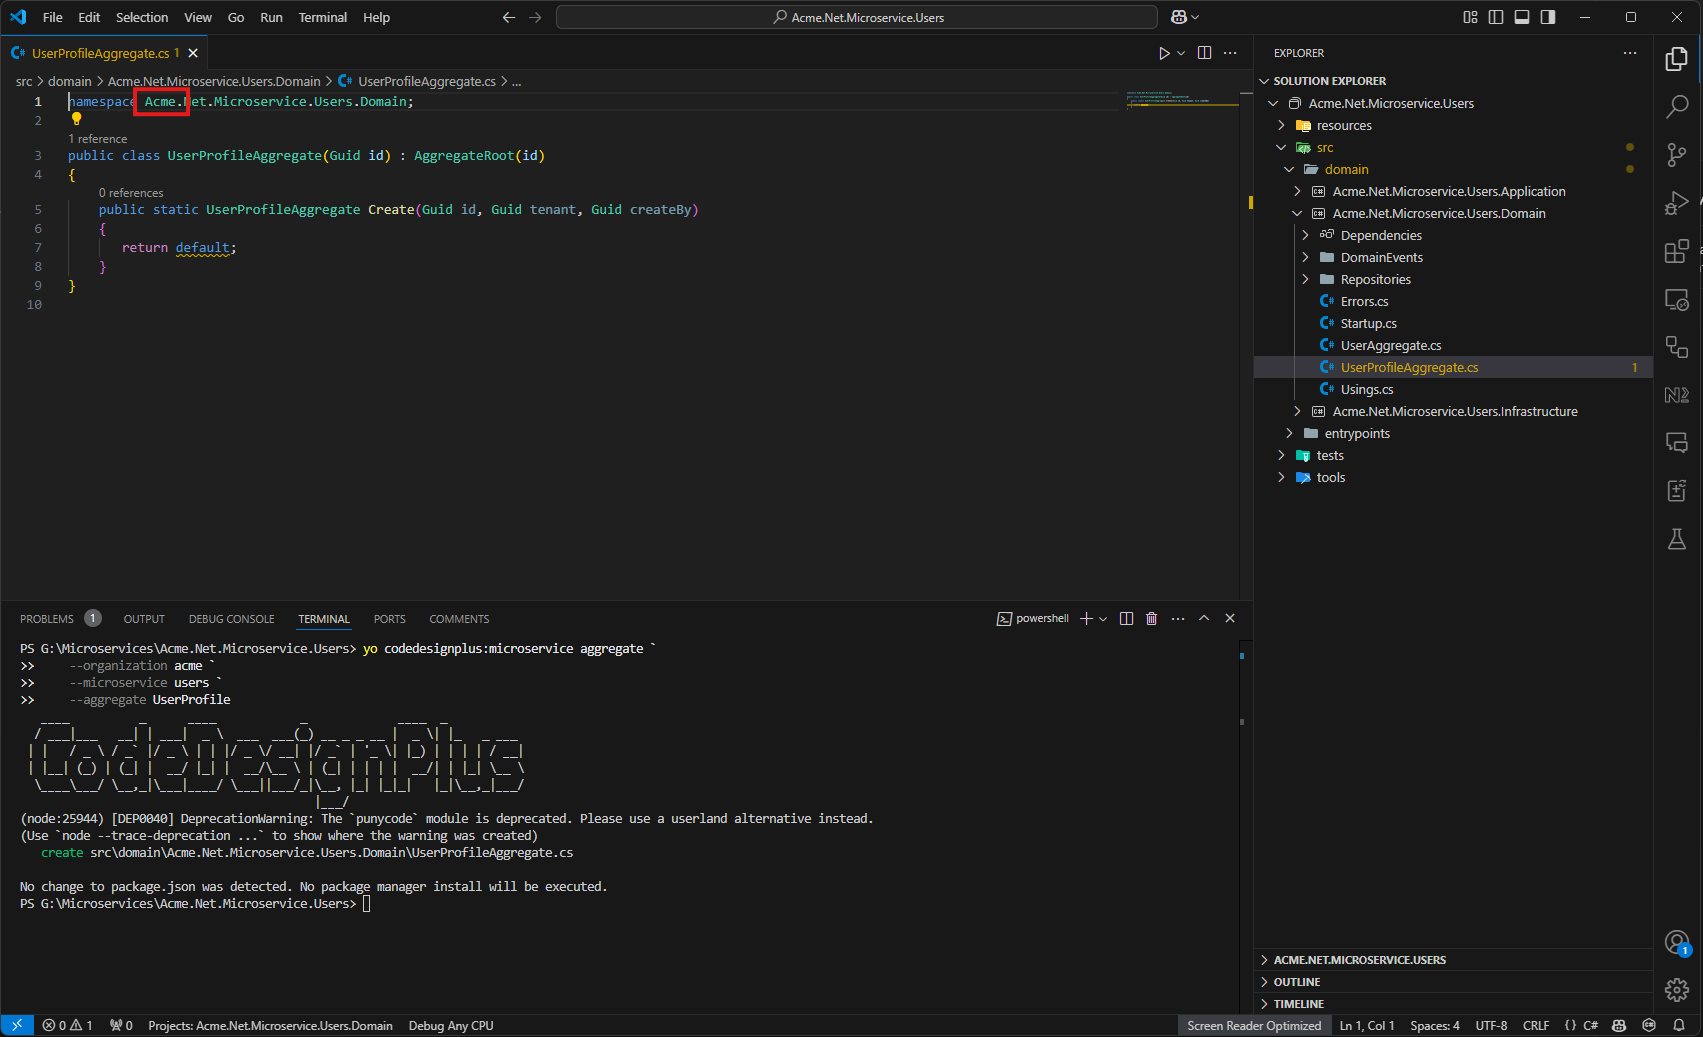 File Edit Selection View Go Run Terminal Help
Acme.Net.Microservice.Users
UserProfileAggregate.cs 1
src > domain > Acme.Net.Microservice.Users.Domain > UserProfileAggregate.cs > ...
1 namespace Acme.Net.Microservice.Users.Domain;
2
1 reference
3 public class UserProfileAggregate(Guid id) : AggregateRoot(id)
4 {
0 references
5 public static UserProfileAggregate Create(Guid id, Guid tenant, Guid createBy)
6 {
7 return default;
8 }
9 }
10
EXPLORER
SOLUTION EXPLORER
Acme.Net.Microservice.Users
resources
src
domain
Acme.Net.Microservice.Users.Application
Acme.Net.Microservice.Users.Domain
Dependencies
DomainEvents
Repositories
Errors.cs
Startup.cs
UserAggregate.cs
UserProfileAggregate.cs 1
Usings.cs
Acme.Net.Microservice.Users.Infrastructure
entrypoints
tests
tools
PROBLEMS 1 OUTPUT DEBUG CONSOLE TERMINAL PORTS COMMENTS
powershell
PS G:\Microservices\Acme.Net.Microservice.Users> yo codedesignplus:microservice aggregate `
>> --organization acme `
>> --microservice users `
>> --aggregate UserProfile
CodeDesignPlus
(node:25944) [DEP0040] DeprecationWarning: The `punycode` module is deprecated. Please use a userland alternative instead.
(Use `node --trace-deprecation ...` to show where the warning was created)
create src\domain\Acme.Net.Microservice.Users.Domain\UserProfileAggregate.cs
No change to package.json was detected. No package manager install will be executed.
PS G:\Microservices\Acme.Net.Microservice.Users>
ACME.NET.MICROSERVICE.USERS
OUTLINE
TIMELINE
1
0 1 0 Projects: Acme.Net.Microservice.Users.Domain Debug Any CPU
Screen Reader Optimized Ln 1, Col 1 Spaces: 4 UTF-8 CRLF {} C#